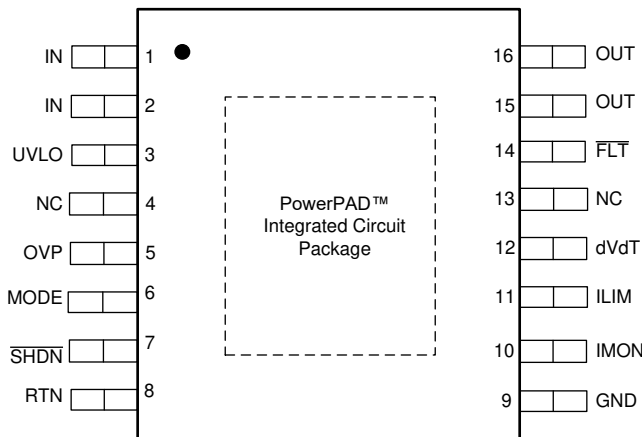 IN 1
IN 2
UVLO 3
NC 4
OVP 5
MODE 6
SHDN 7
RTN 8
PowerPAD™
Integrated Circuit
Package
16 OUT
15 OUT
14 FLT
13 NC
12 dVdT
11 ILIM
10 IMON
9 GND